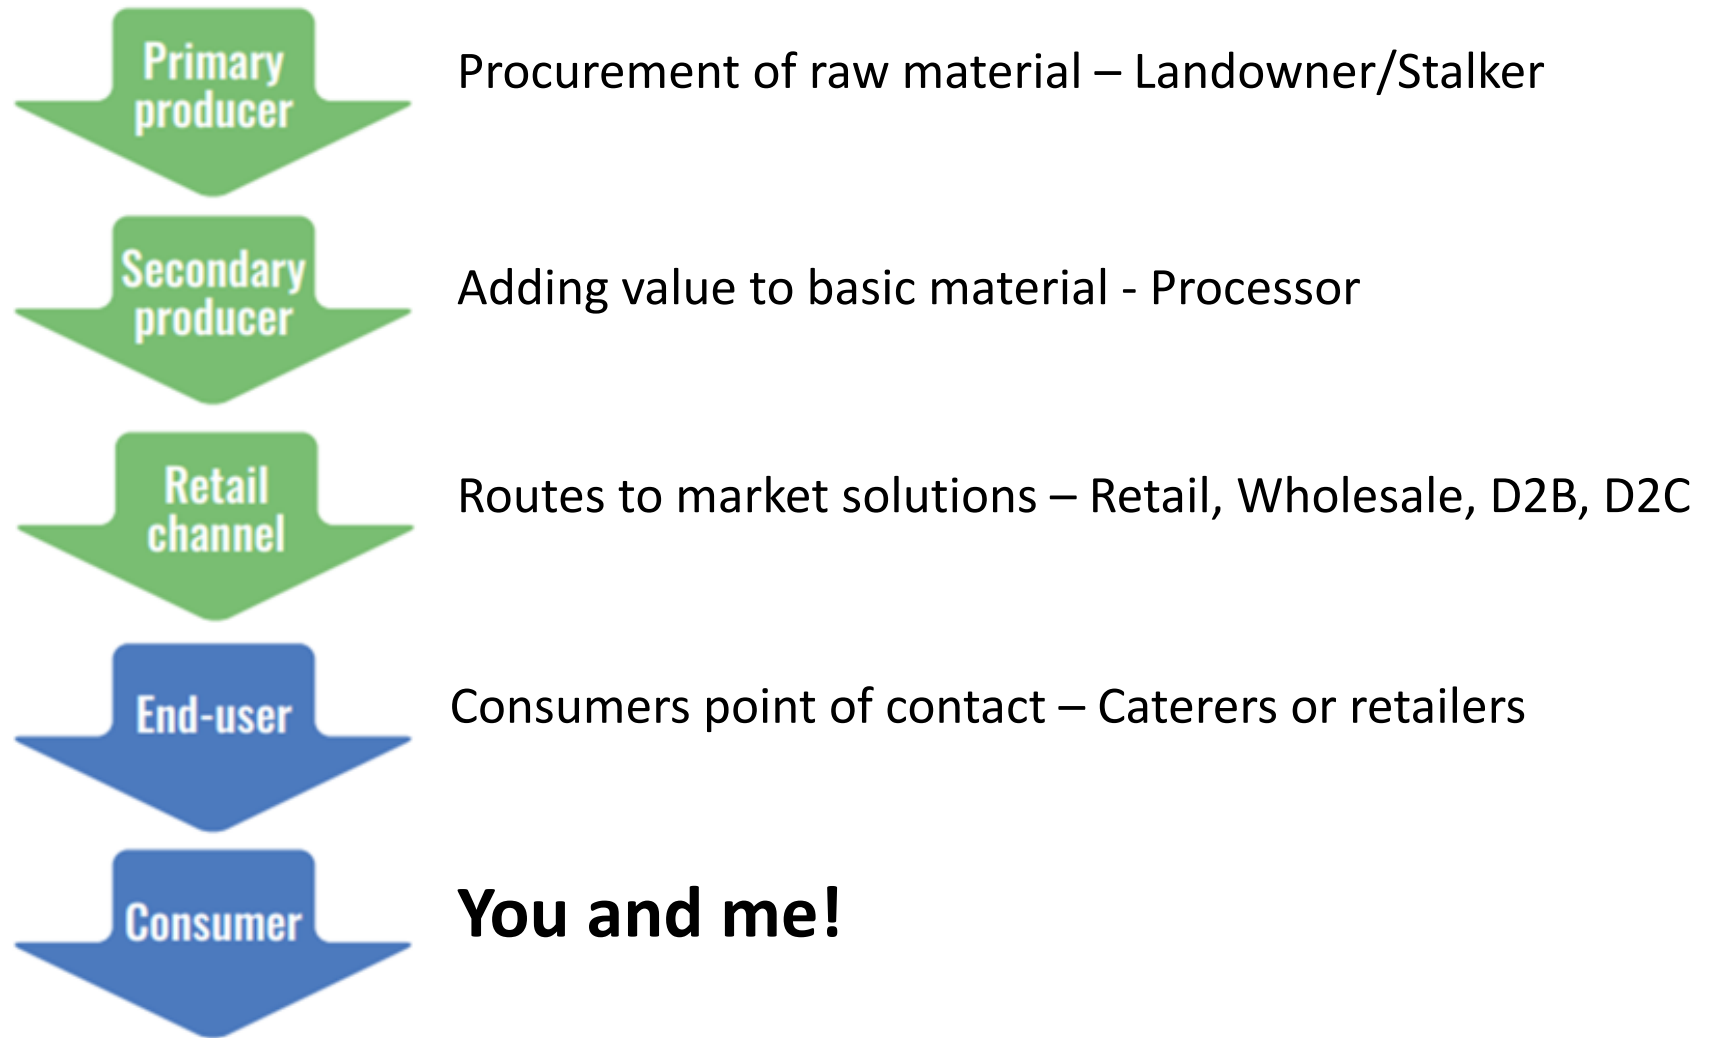 Primary
producer
Procurement of raw material – Landowner/Stalker
Secondary
producer
Adding value to basic material - Processor
Retail
channel
Routes to market solutions – Retail, Wholesale, D2B, D2C
End-user
Consumers point of contact – Caterers or retailers
Consumer
You and me!